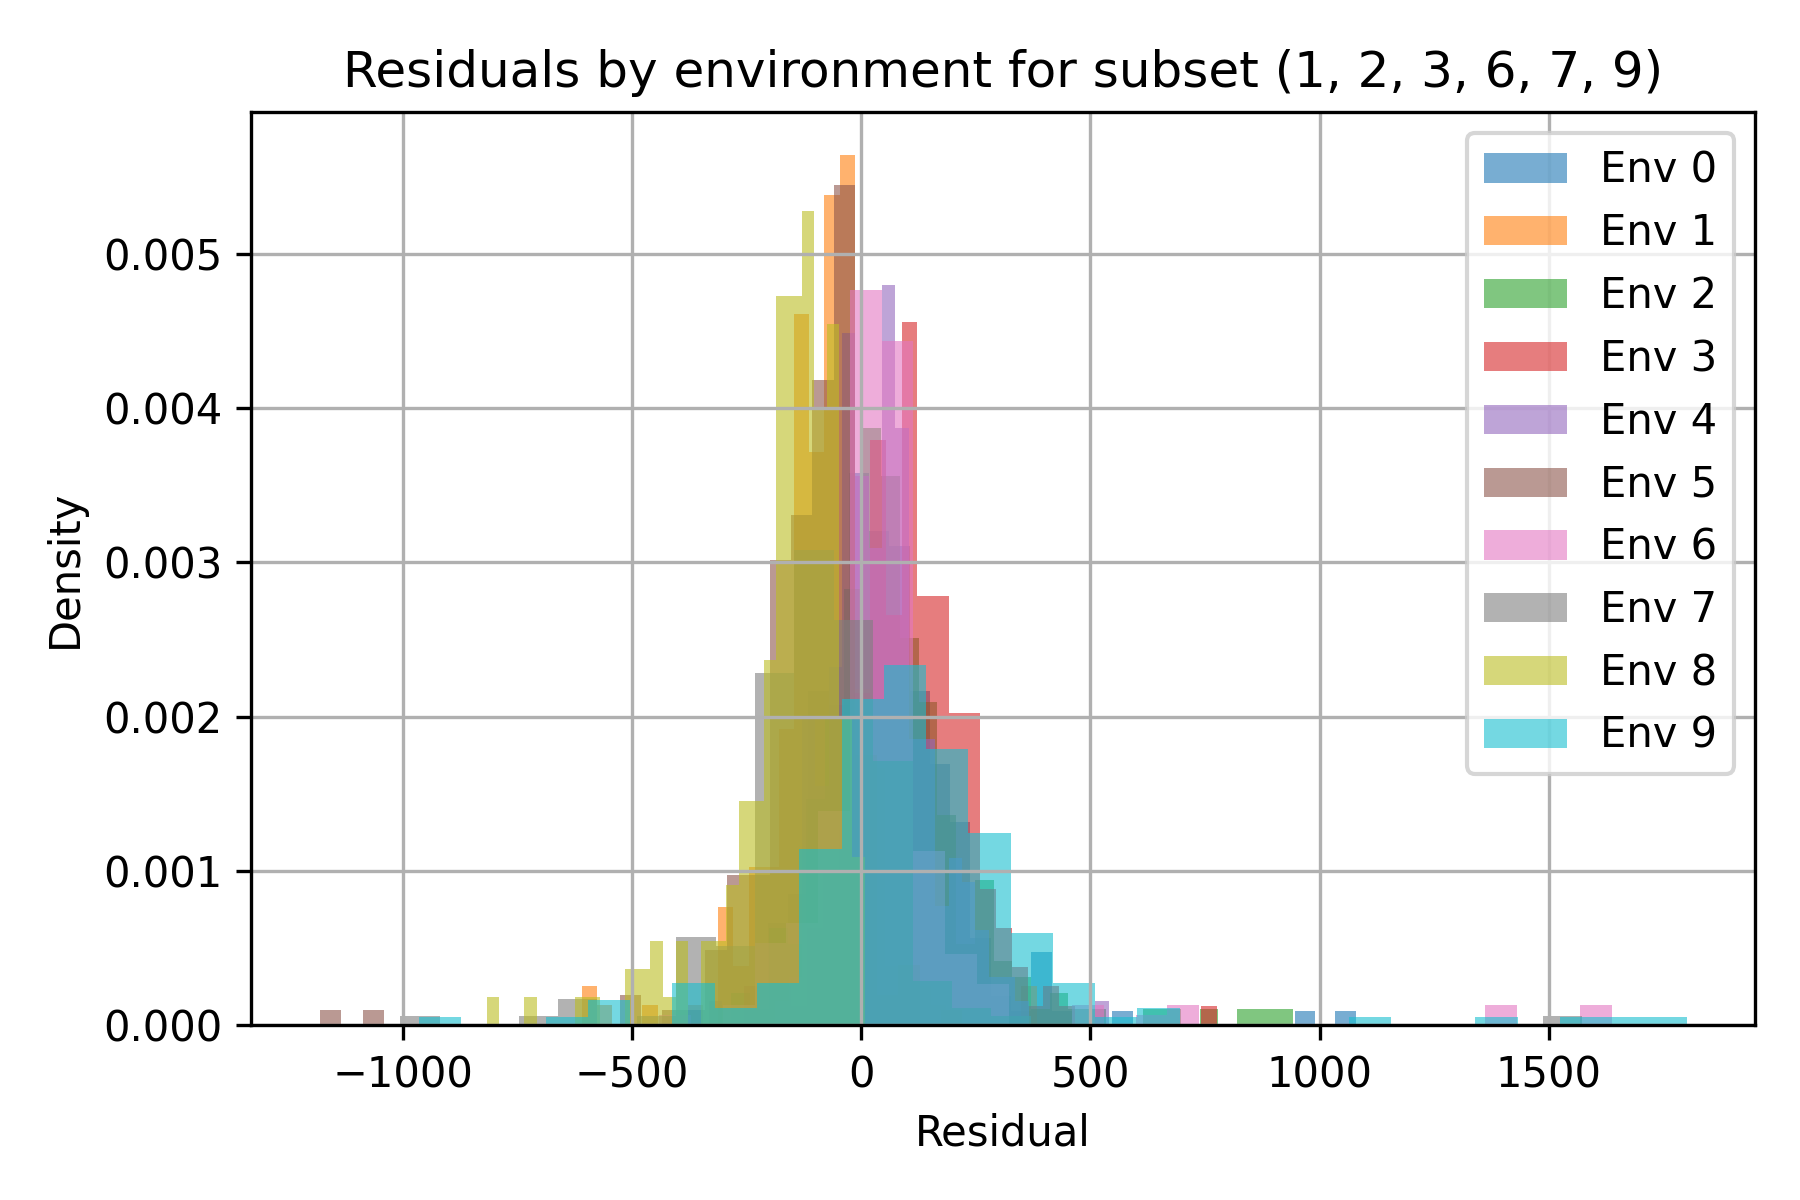 Residuals by environment for subset (1, 2, 3, 6, 7, 9)
Env 0
Env 1
Env 2
Env 3
Env 4
Env 5
Env 6
Env 7
Env 8
Env 9
Density
0.005
0.004
0.003
0.002
0.001
0.000
−1000 −500 0 500 1000 1500
Residual